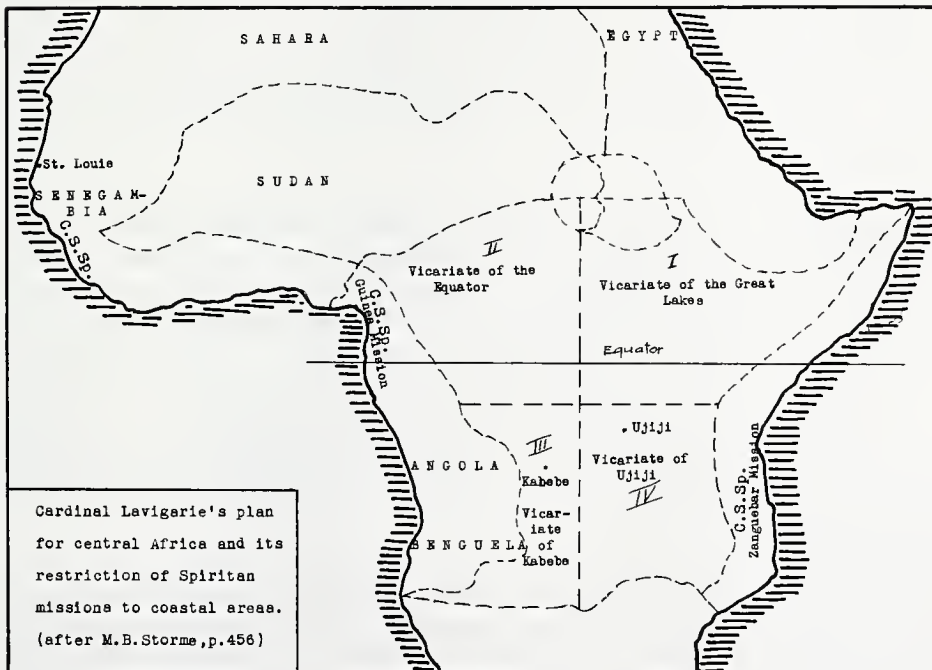 SAHARA
EGYPT
.St. Louis
SENEGAM-
BIA
C.S.Sp.
SUDAN
II
Vicariate of the
Equator
I
Vicariate of the Great
Lakes
C.S.Sp.
Guinea Mission
Equator
.Ujiji
III
Vicariate of
Ujiji
IV
ANGOLA
Kabebe
Vicar-
iate
of
Kabebe
BENGUELA
C.S.Sp.
Zanguebar Mission
Cardinal Lavigarie's plan
for central Africa and its
restriction of Spiritan
missions to coastal areas.
(after M.B.Storme,p.456)